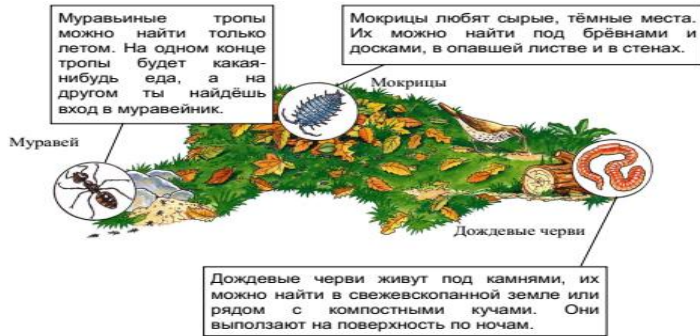 Муравьиные тропы
можно найти только
летом. На одном конце
тропы будет какая-
нибудь еда, а на
другом ты найдёшь
вход в муравейник.
Мокрицы любят сырые, тёмные места.
Их можно найти под брёвнами и
досками, в опавшей листве и в стенах.
Мокрицы
Муравей
Дождевые черви
Дождевые черви живут под камнями, их
можно найти в свежевскопанной земле или
рядом с компостными кучами. Они
выползают на поверхность по ночам.